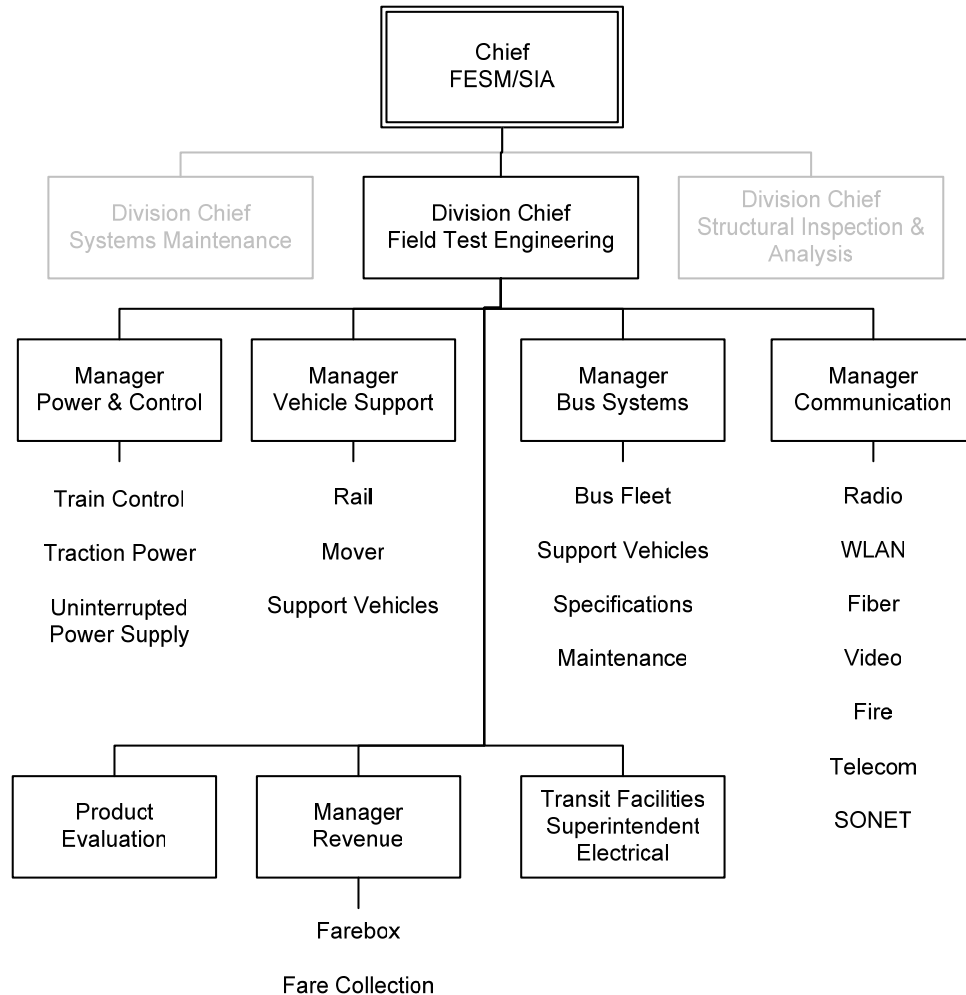 Chief
FESM/SIA
Division Chief
Systems Maintenance
Division Chief
Field Test Engineering
Division Chief
Structural Inspection &
Analysis
Manager
Power & Control
Manager
Vehicle Support
Manager
Bus Systems
Manager
Communication
Train Control
Traction Power
Uninterrupted
Power Supply
Rail
Mover
Support Vehicles
Bus Fleet
Support Vehicles
Specifications
Maintenance
Radio
WLAN
Fiber
Video
Fire
Telecom
SONET
Product
Evaluation
Manager
Revenue
Transit Facilities
Superintendent
Electrical
Farebox
Fare Collection